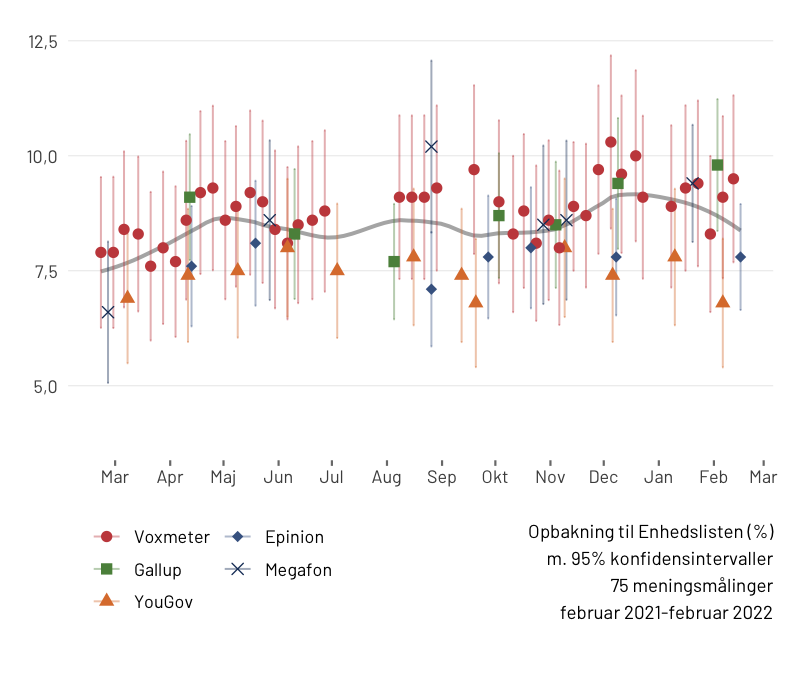 12,5
10,0
7,5
5,0
Mar Apr Maj Jun Jul Aug Sep Okt Nov Dec Jan Feb Mar
Voxmeter Epinion
Gallup Megafon
YouGov
Opbakning til Enhedslisten (%)
m. 95% konfidensintervaller
75 meningsmålinger
februar 2021-februar 2022